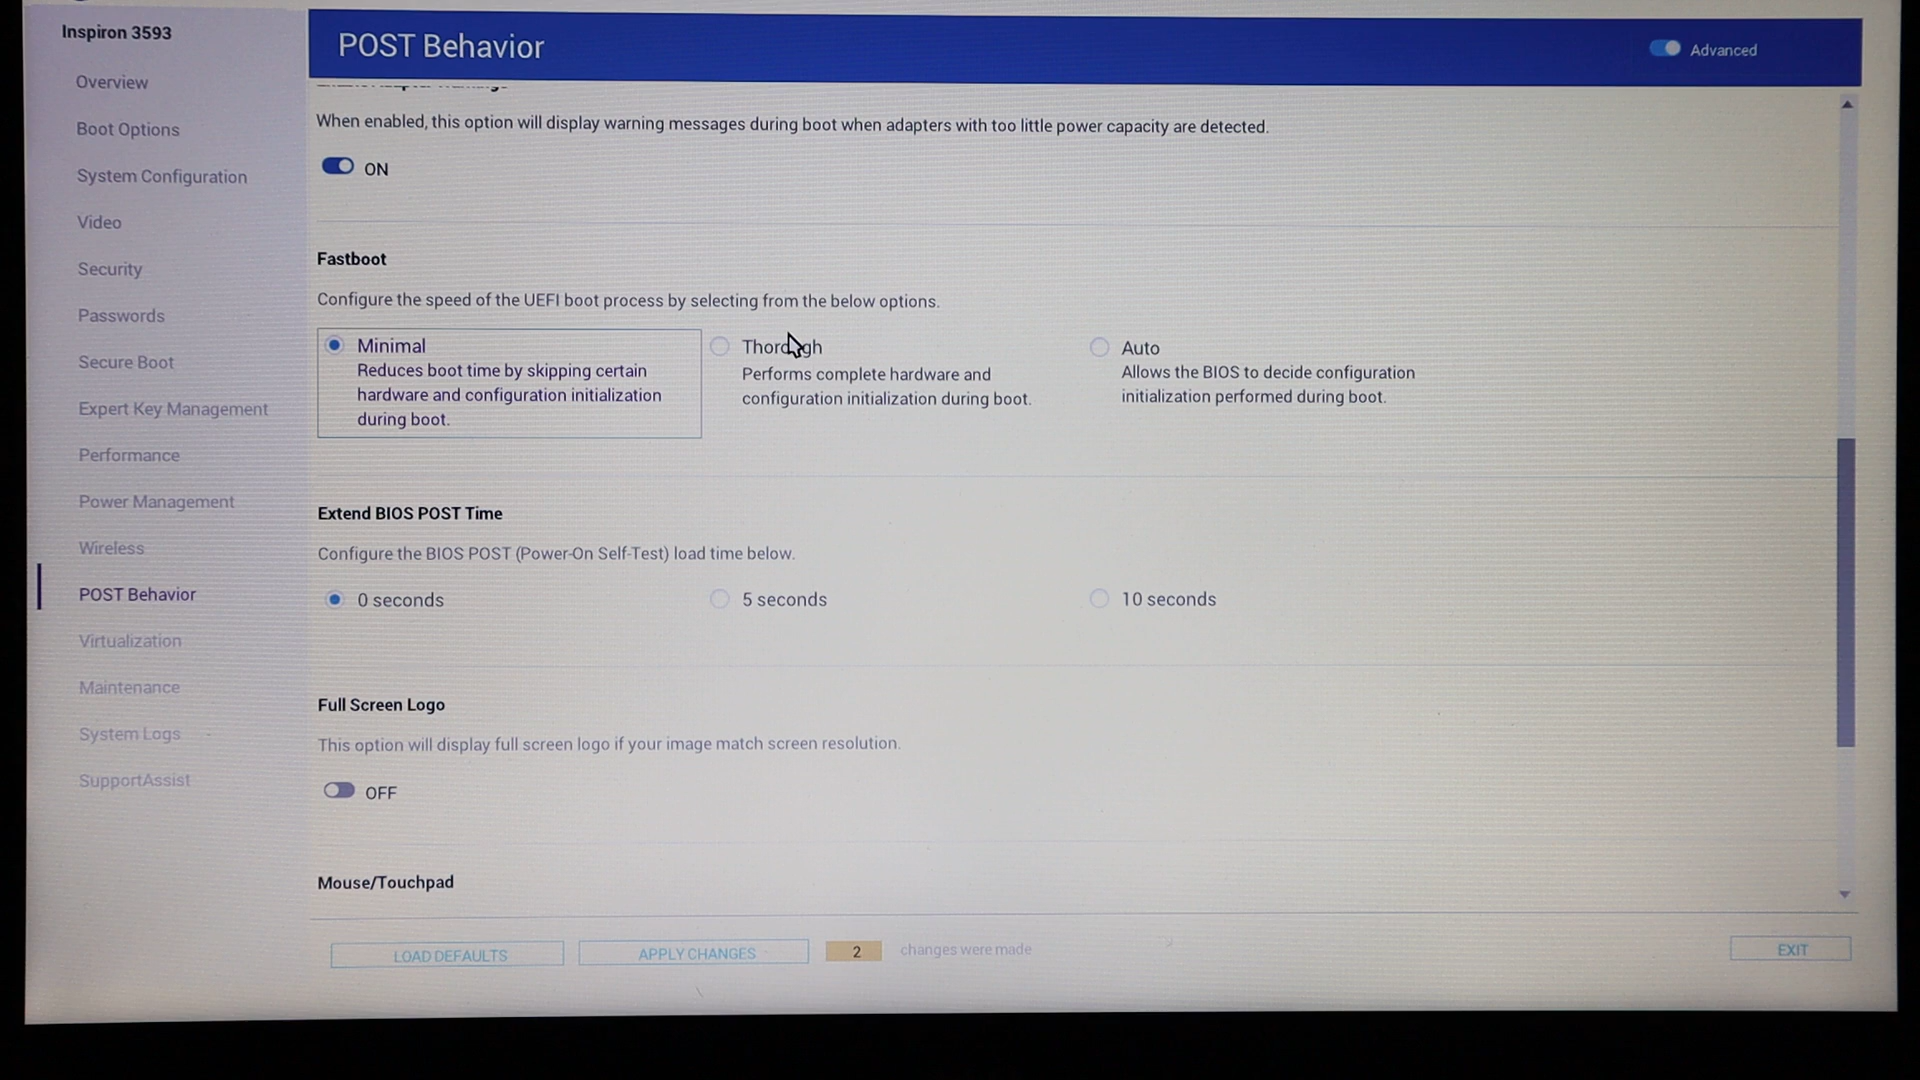 Inspiron 3593
Overview
Boot Options
System Configuration
Video
Security
Passwords
Secure Boot
Expert Key Management
Performance
Power Management
Wireless
POST Behavior
Virtualization
Maintenance
System Logs
SupportAssist
POST Behavior
Advanced
When enabled, this option will display warning messages during boot when adapters with too little power capacity are detected.
ON
Fastboot
Configure the speed of the UEFI boot process by selecting from the below options.
Minimal
Reduces boot time by skipping certain
hardware and configuration initialization
during boot.
Thorough
Performs complete hardware and
configuration initialization during boot.
Auto
Allows the BIOS to decide configuration
initialization performed during boot.
Extend BIOS POST Time
Configure the BIOS POST (Power-On Self-Test) load time below.
0 seconds
5 seconds
10 seconds
Full Screen Logo
This option will display full screen logo if your image match screen resolution.
OFF
Mouse/Touchpad
LOAD DEFAULTS
APPLY CHANGES
2
changes were made
EXIT